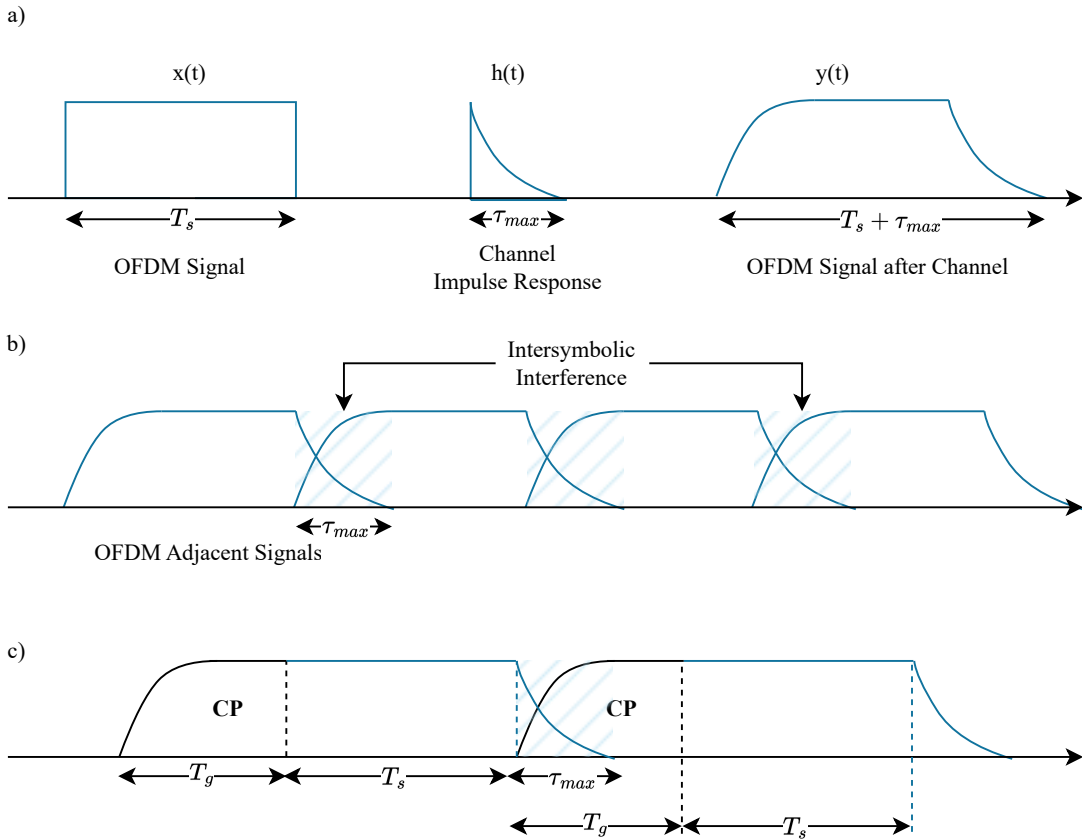 a)
x(t)
h(t)
y(t)
T_s
τ_max
T_s + τ_max
OFDM Signal
Channel
Impulse Response
OFDM Signal after Channel
b)
Intersymbolic
Interference
τ_max
OFDM Adjacent Signals
c)
CP
CP
T_g
T_s
τ_max
T_g
T_s